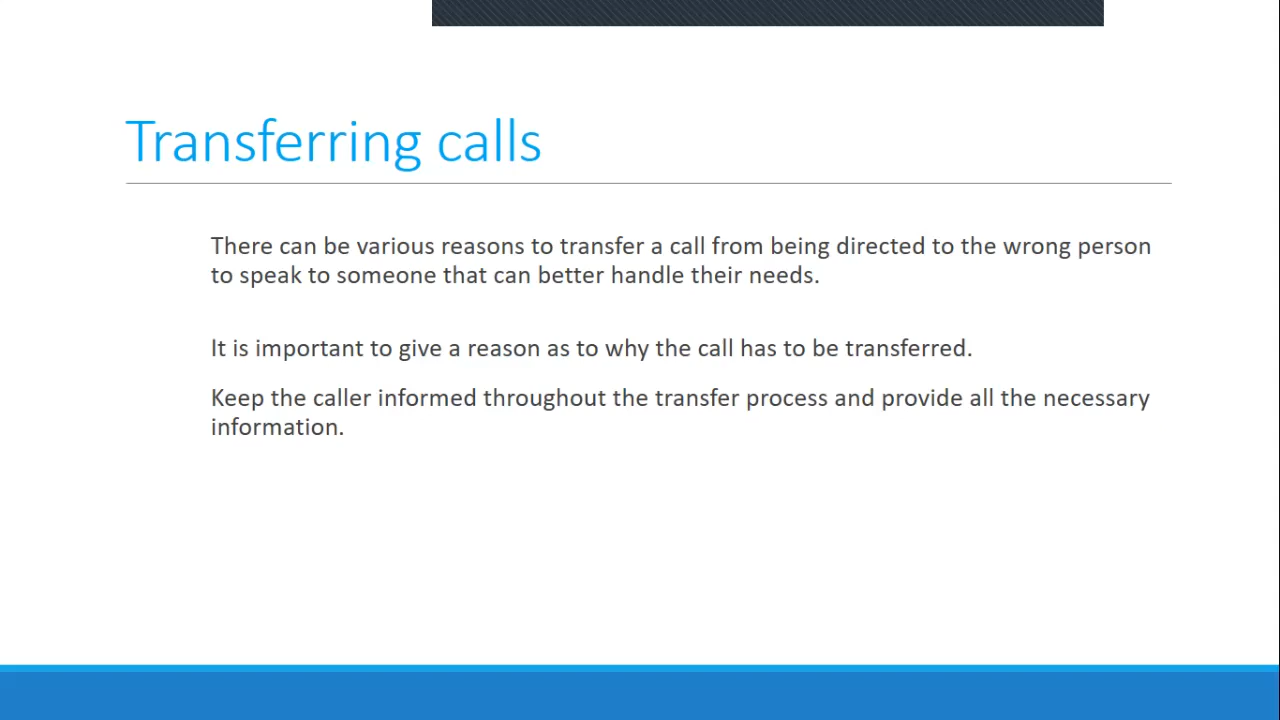 Transferring calls
There can be various reasons to transfer a call from being directed to the wrong person
to speak to someone that can better handle their needs.
It is important to give a reason as to why the call has to be transferred.
Keep the caller informed throughout the transfer process and provide all the necessary
information.